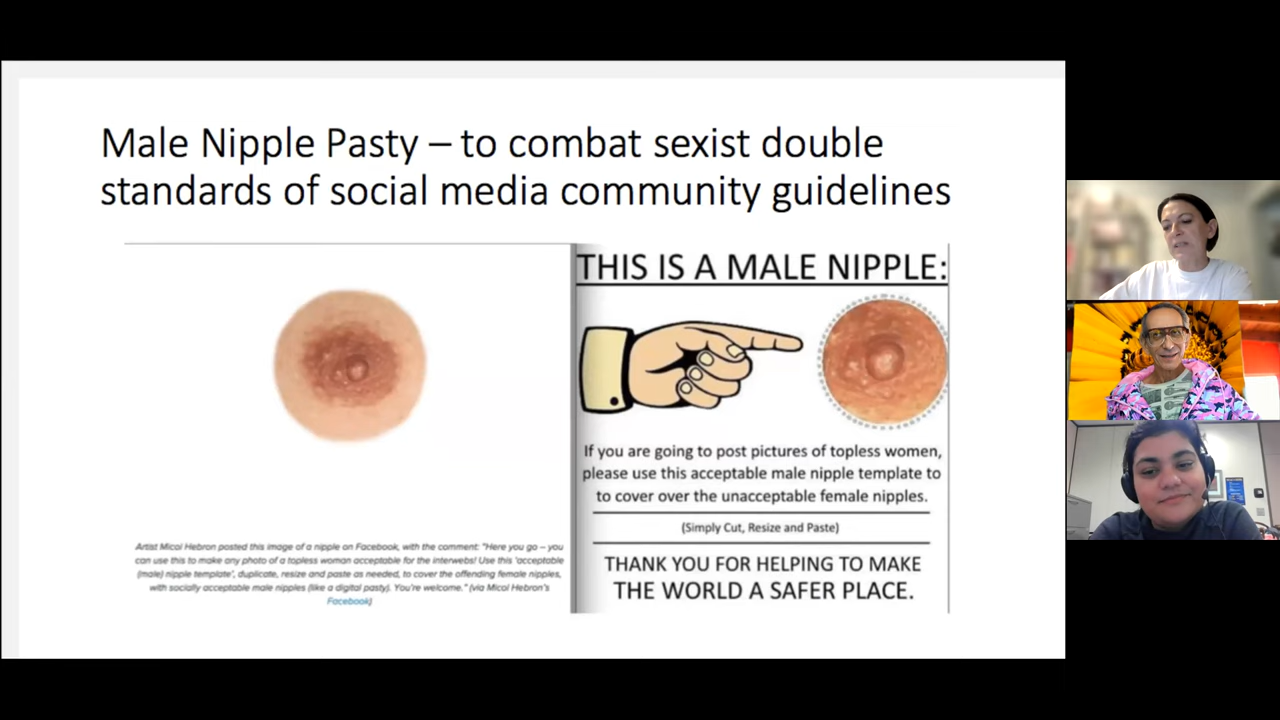 Male Nipple Pasty – to combat sexist double
standards of social media community guidelines
Artist Micol Hebron posted this image of a nipple on Facebook, with the comment: "Here you go – you
can use this to make any photo of a topless woman acceptable for the interwebs! Use this 'acceptable
(male) nipple template', duplicate, resize and paste as needed, to cover the offending female nipples,
with socially acceptable male nipples (like a digital pasty). You're welcome." (via Micol Hebron's
Facebook)
THIS IS A MALE NIPPLE:
If you are going to post pictures of topless women,
please use this acceptable male nipple template to
to cover over the unacceptable female nipples.
(Simply Cut, Resize and Paste)
THANK YOU FOR HELPING TO MAKE
THE WORLD A SAFER PLACE.